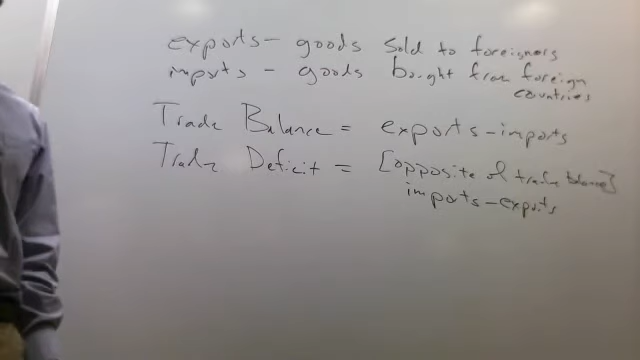 exports - goods sold to foreigners
imports - goods bought from foreign
countries
Trade Balance = exports - imports
Trade Deficit = [opposite of trade balance]
imports - exports